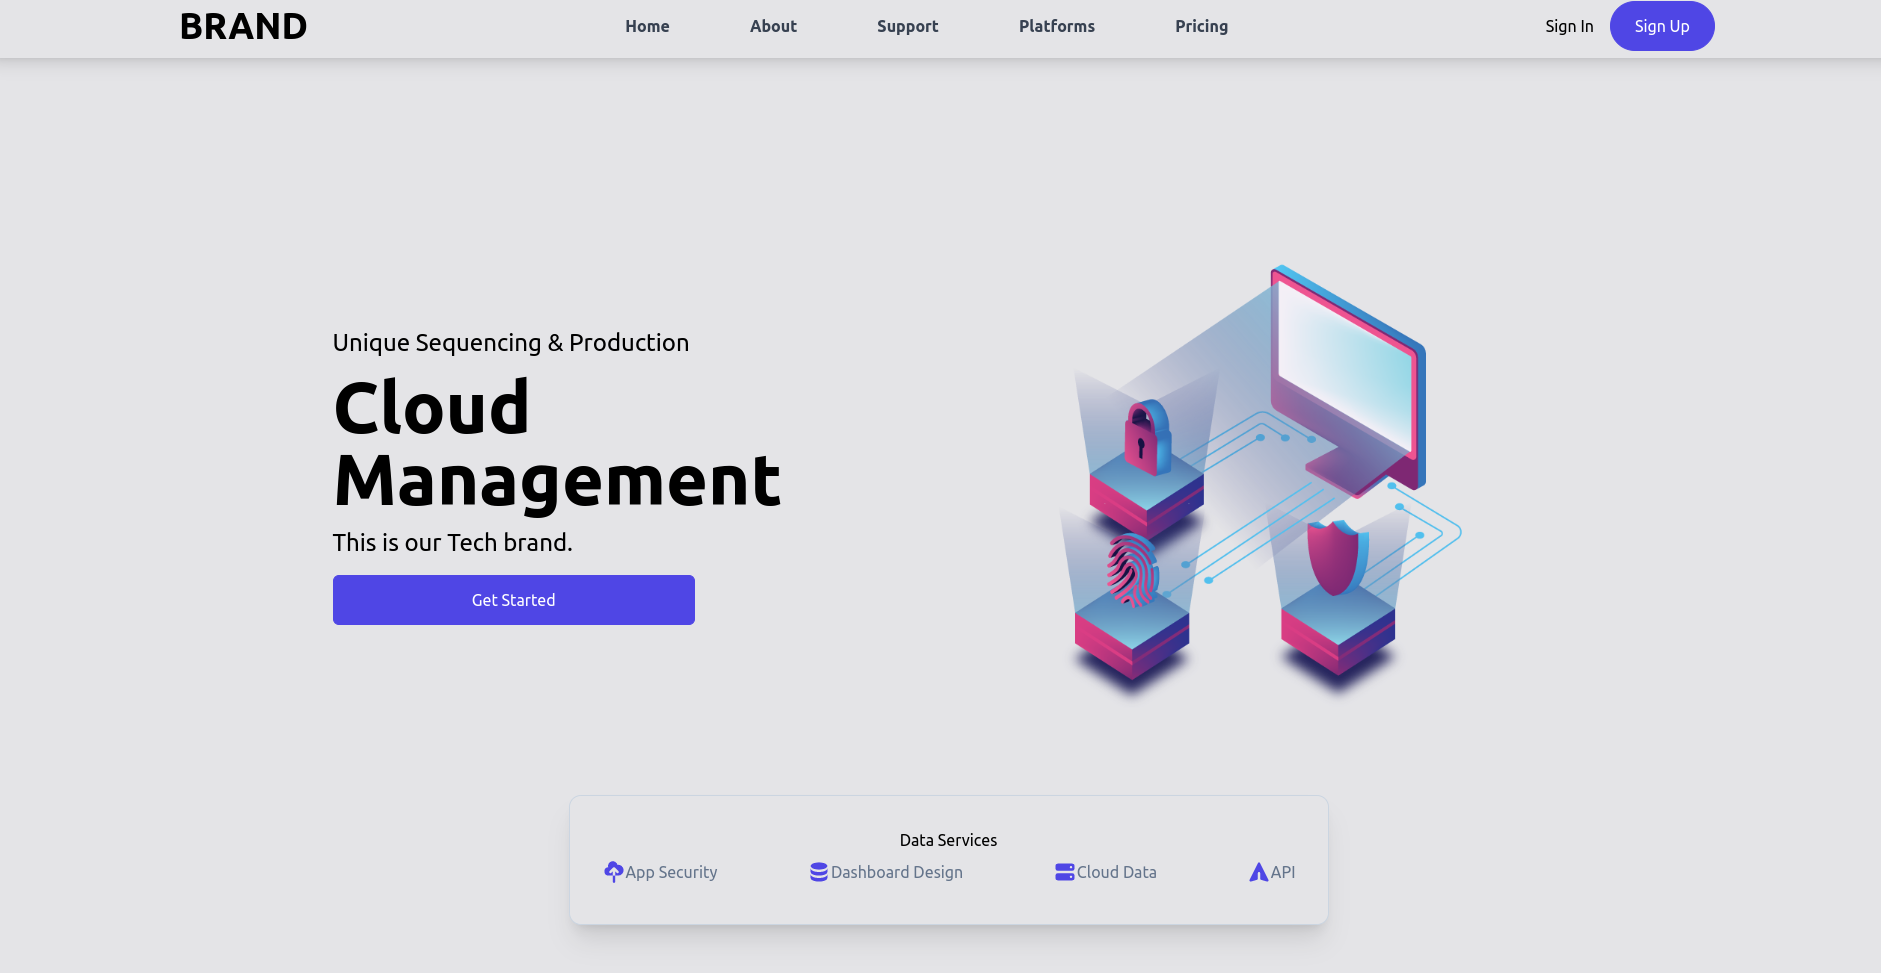 BRAND
Home
About
Support
Platforms
Pricing
Sign In
Sign Up
Unique Sequencing & Production
Cloud
Management
This is our Tech brand.
Get Started
Data Services
App Security
Dashboard Design
Cloud Data
API